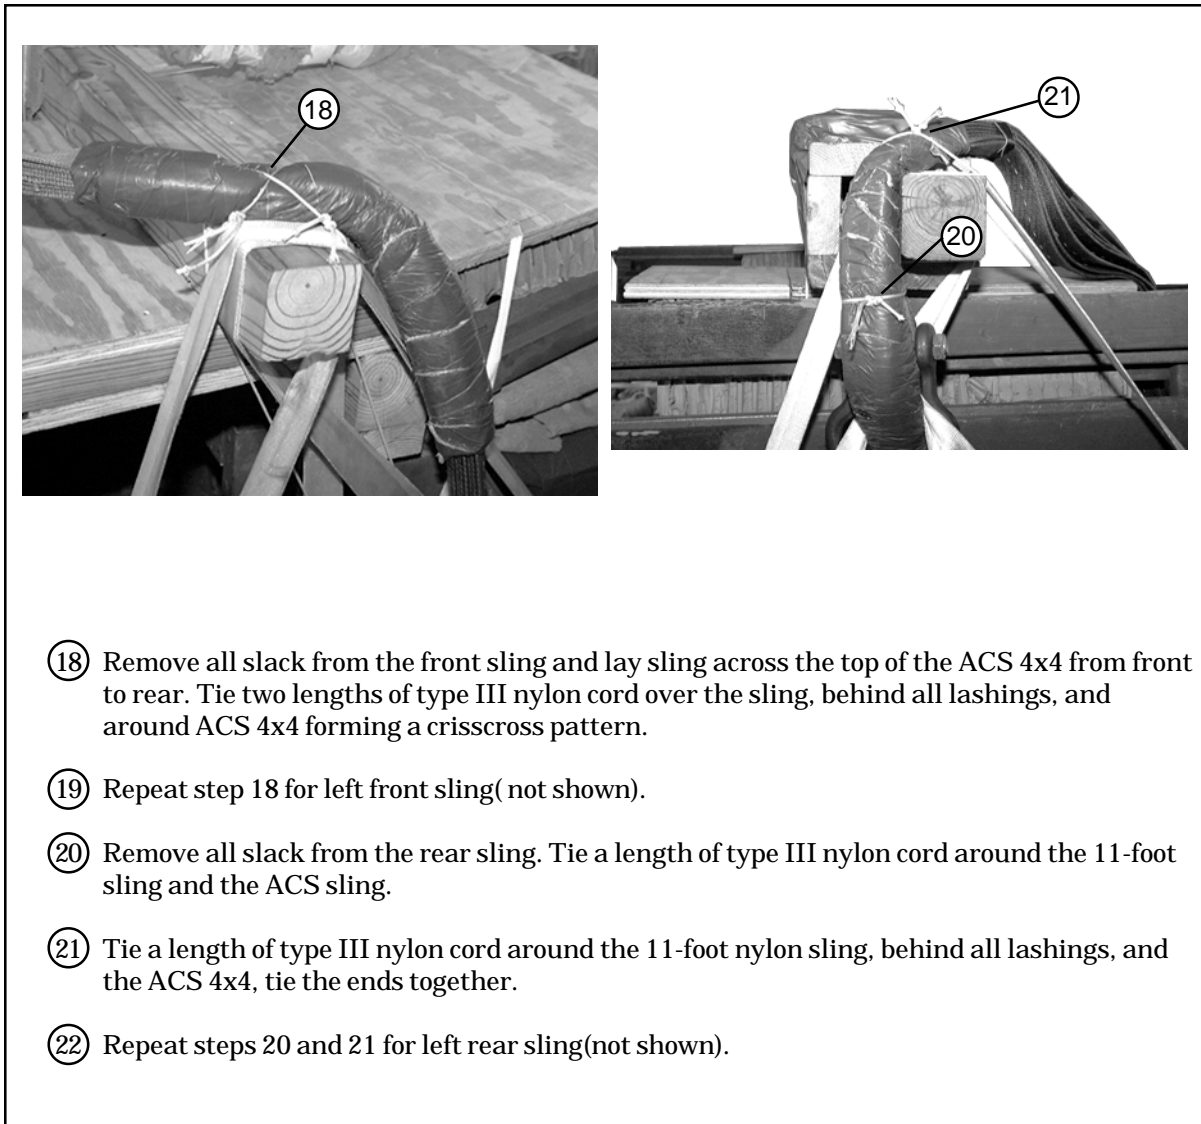 18
21
20
18 Remove all slack from the front sling and lay sling across the top of the ACS 4x4 from front
to rear. Tie two lengths of type III nylon cord over the sling, behind all lashings, and
around ACS 4x4 forming a crisscross pattern.
19 Repeat step 18 for left front sling( not shown).
20 Remove all slack from the rear sling. Tie a length of type III nylon cord around the 11-foot
sling and the ACS sling.
21 Tie a length of type III nylon cord around the 11-foot nylon sling, behind all lashings, and
the ACS 4x4, tie the ends together.
22 Repeat steps 20 and 21 for left rear sling(not shown).